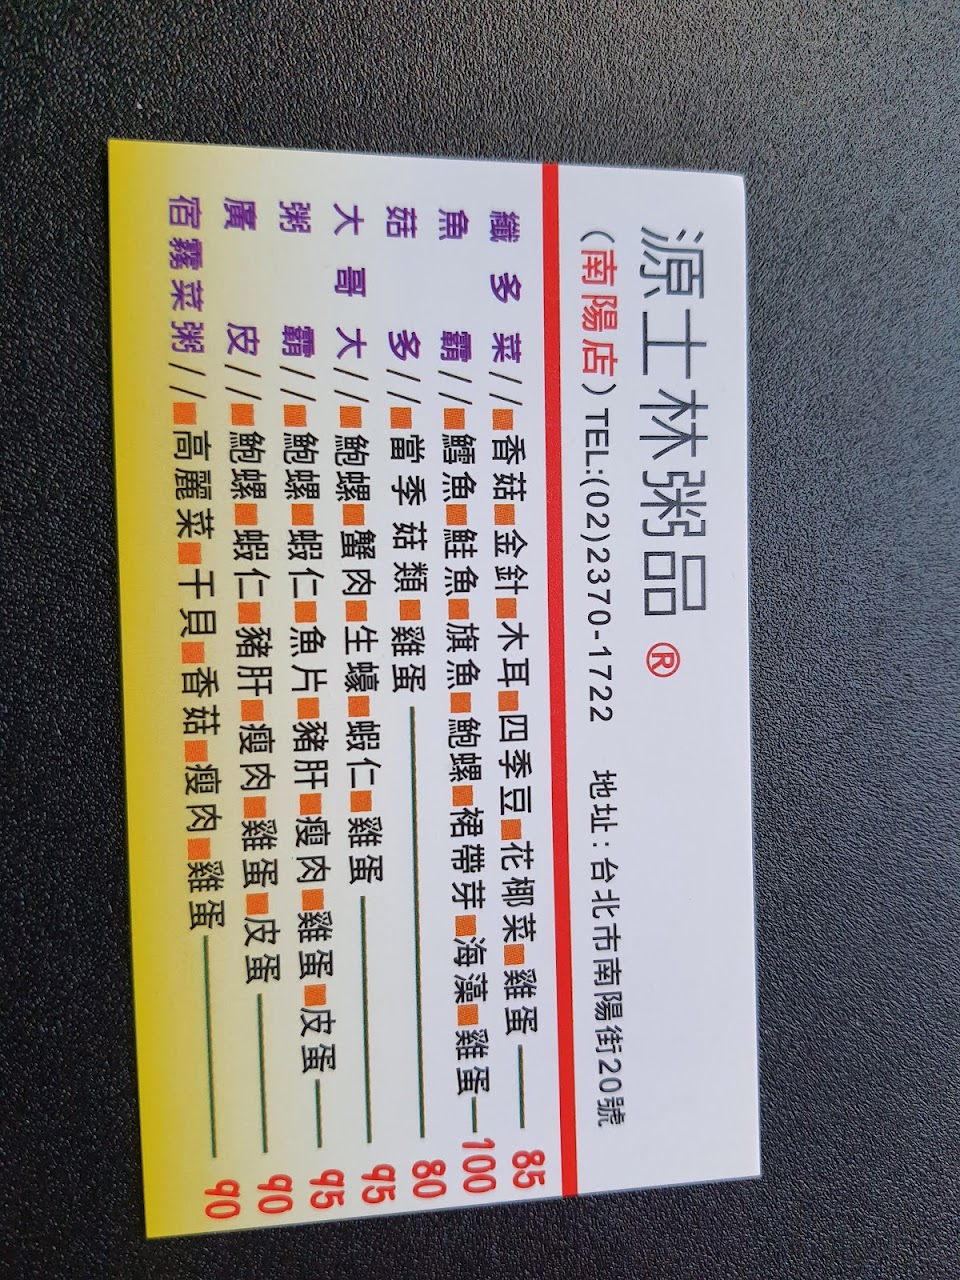 源士林粥品®
(南陽店)TEL:(02)2370-1722 地址:台北市南陽街20號
纖多菜//■香菇■金針■木耳■四季豆■花椰菜■雞蛋 85
魚霸//■鱈魚■鮭魚■旗魚■鮑螺■裙帶芽■海藻■雞蛋 100
菇多//■當季菇類■雞蛋 80
大哥大//■鮑螺■蟹肉■生蠔■蝦仁■雞蛋 95
粥霸//■鮑螺■蝦仁■魚片■豬肝■瘦肉■雞蛋■皮蛋 95
廣皮//■鮑螺■蝦仁■豬肝■瘦肉■雞蛋■皮蛋 90
宿霧菜粥//■高麗菜■干貝■香菇■瘦肉■雞蛋 90